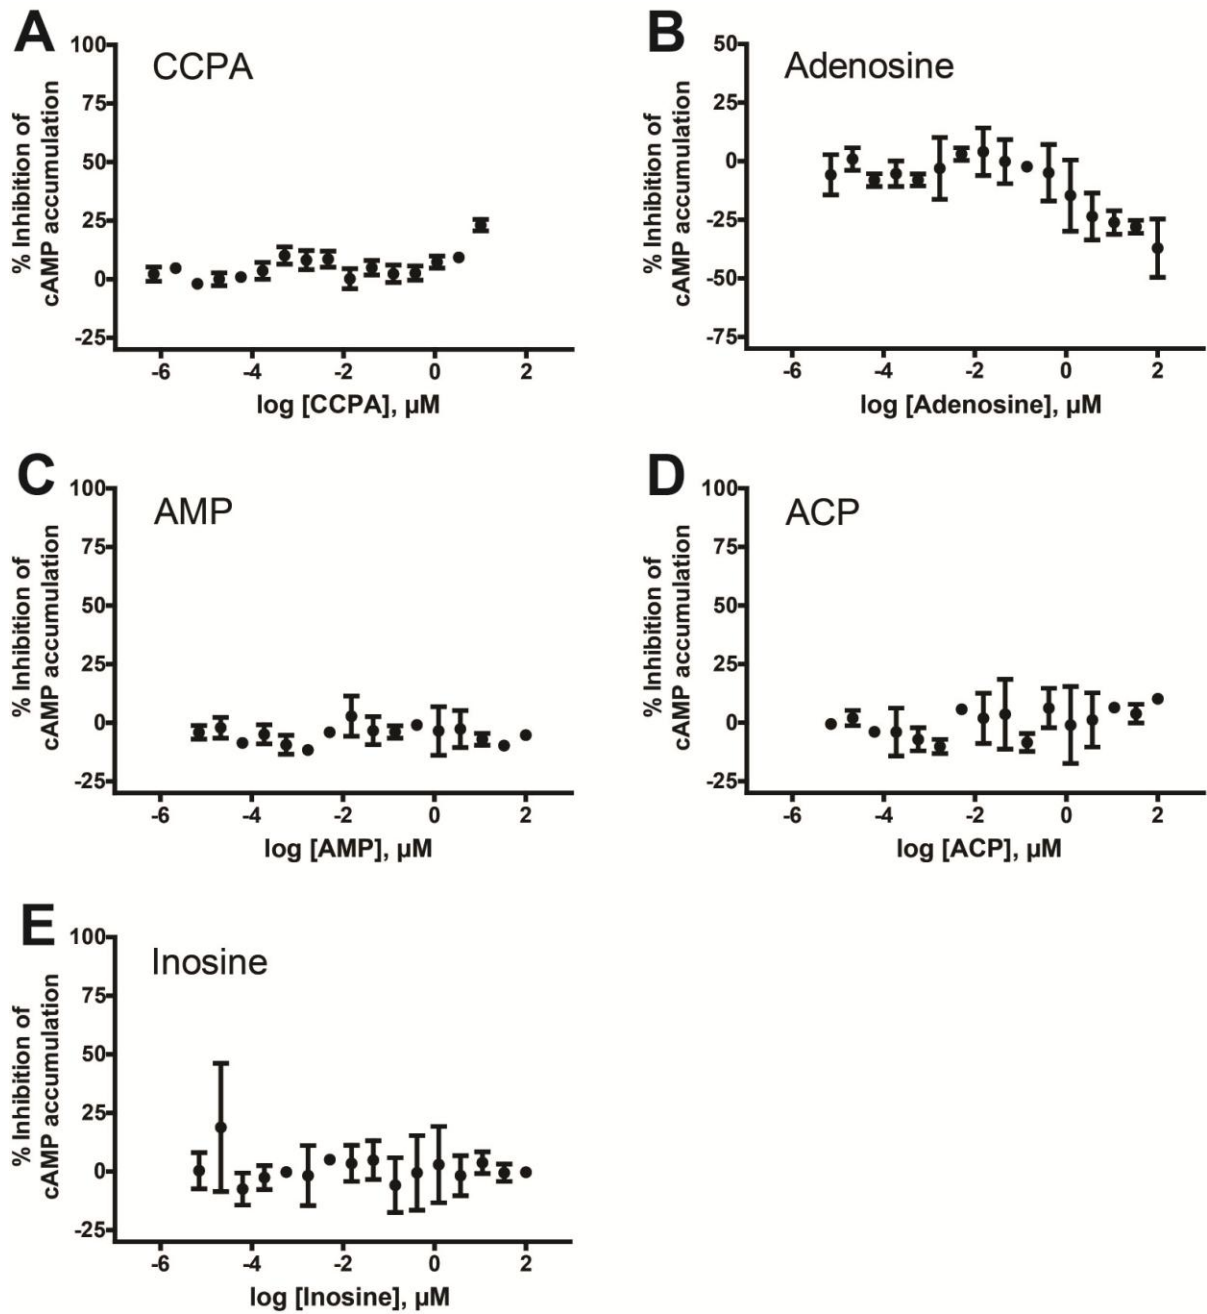 A
CCPA
% Inhibition of
cAMP accumulation
100
75
50
25
0
-25
-6
-4
-2
0
2
log [CCPA], µM
B
Adenosine
% Inhibition of
cAMP accumulation
50
25
0
-25
-50
-75
-6
-4
-2
0
2
log [Adenosine], µM
C
AMP
% Inhibition of
cAMP accumulation
100
75
50
25
0
-25
-6
-4
-2
0
2
log [AMP], µM
D
ACP
% Inhibition of
cAMP accumulation
100
75
50
25
0
-25
-6
-4
-2
0
2
log [ACP], µM
E
Inosine
% Inhibition of
cAMP accumulation
100
75
50
25
0
-25
-6
-4
-2
0
2
log [Inosine], µM